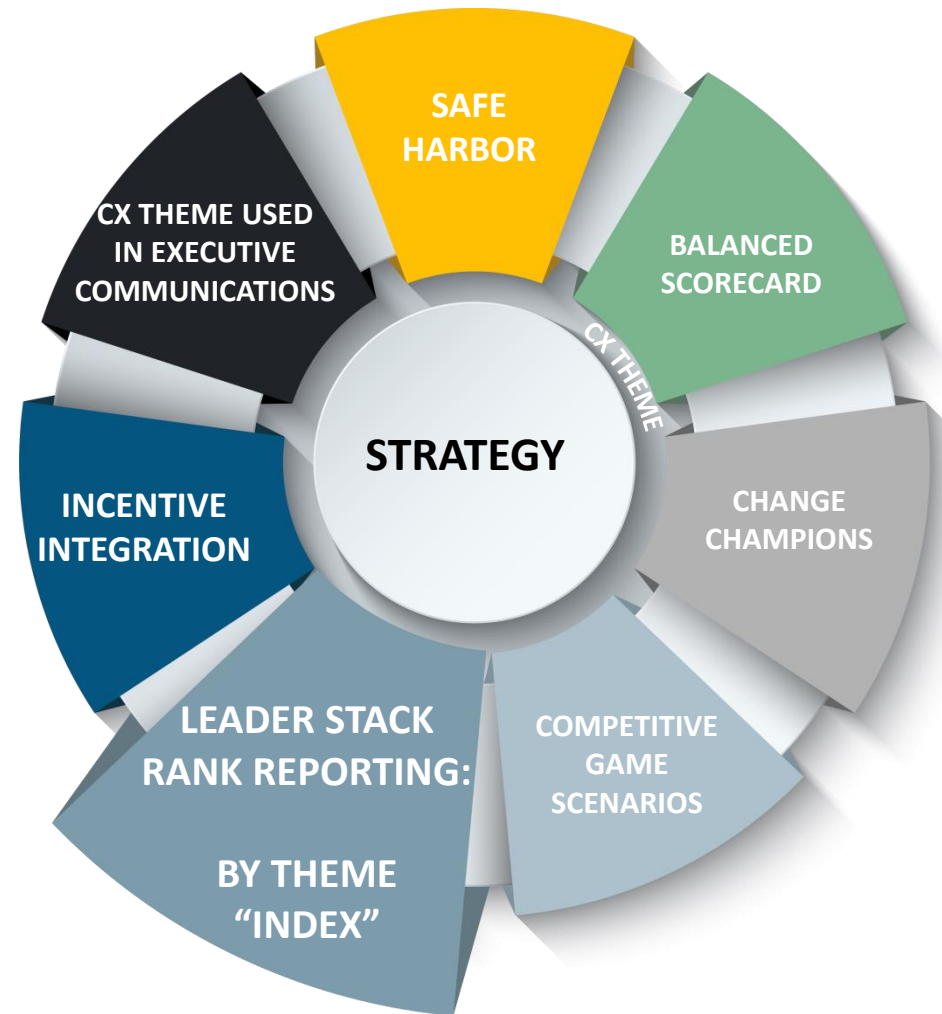 SAFE
HARBOR
BALANCED
SCORECARD
CHANGE
CHAMPIONS
COMPETITIVE
GAME
SCENARIOS
LEADER STACK
RANK REPORTING:
BY THEME
“INDEX”
INCENTIVE
INTEGRATION
CX THEME USED
IN EXECUTIVE
COMMUNICATIONS
CX THEME
STRATEGY